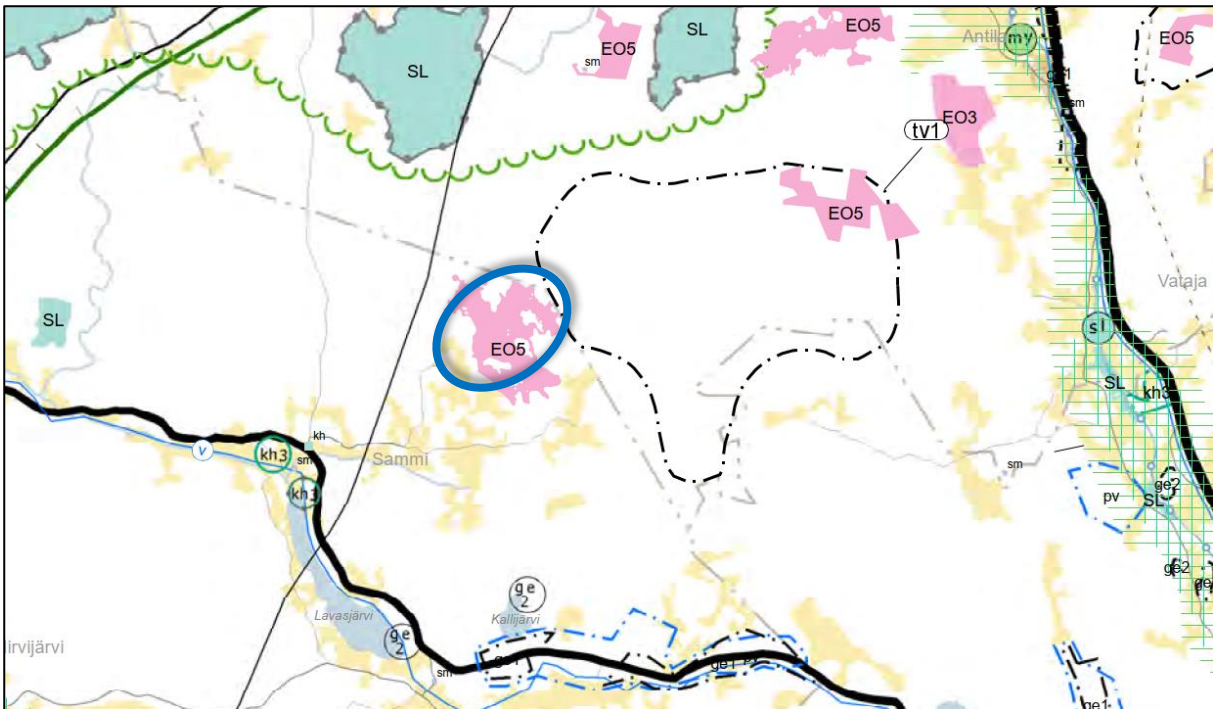 SL
EO5
sm
SL
EO5
EO5
Antila
my
ge1
sm
EO3
tv1
EO5
Vataja
SL
sl
EO5
SL
kh3
kh
v
kh3
sm
Sammi
kh3
sm
pv
ge2
SL
ge2
ge
2
Lavasjärvi
Kallijärvi
ge
2
irvijärvi
sm
ge1
ge1